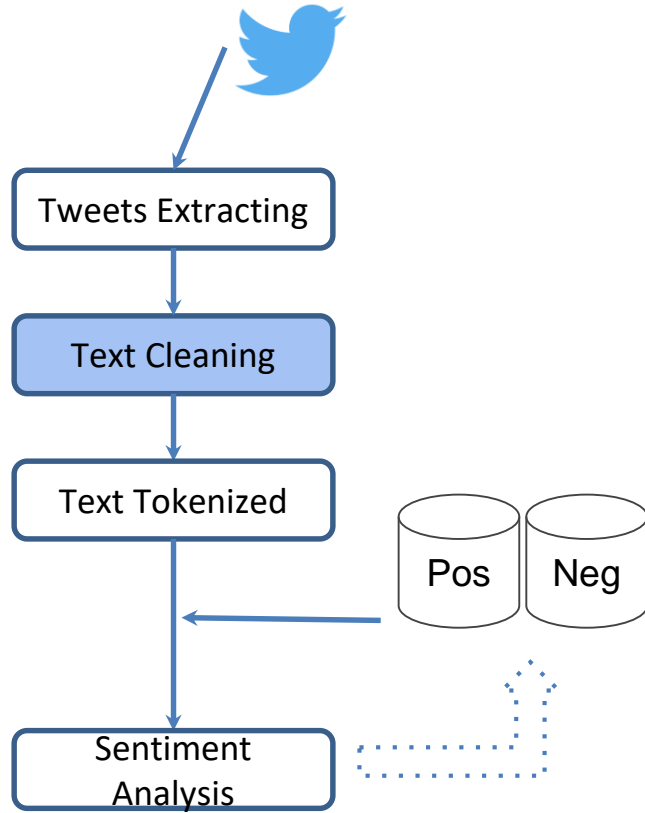 Tweets Extracting
Text Cleaning
Text Tokenized
Pos
Neg
Sentiment
Analysis